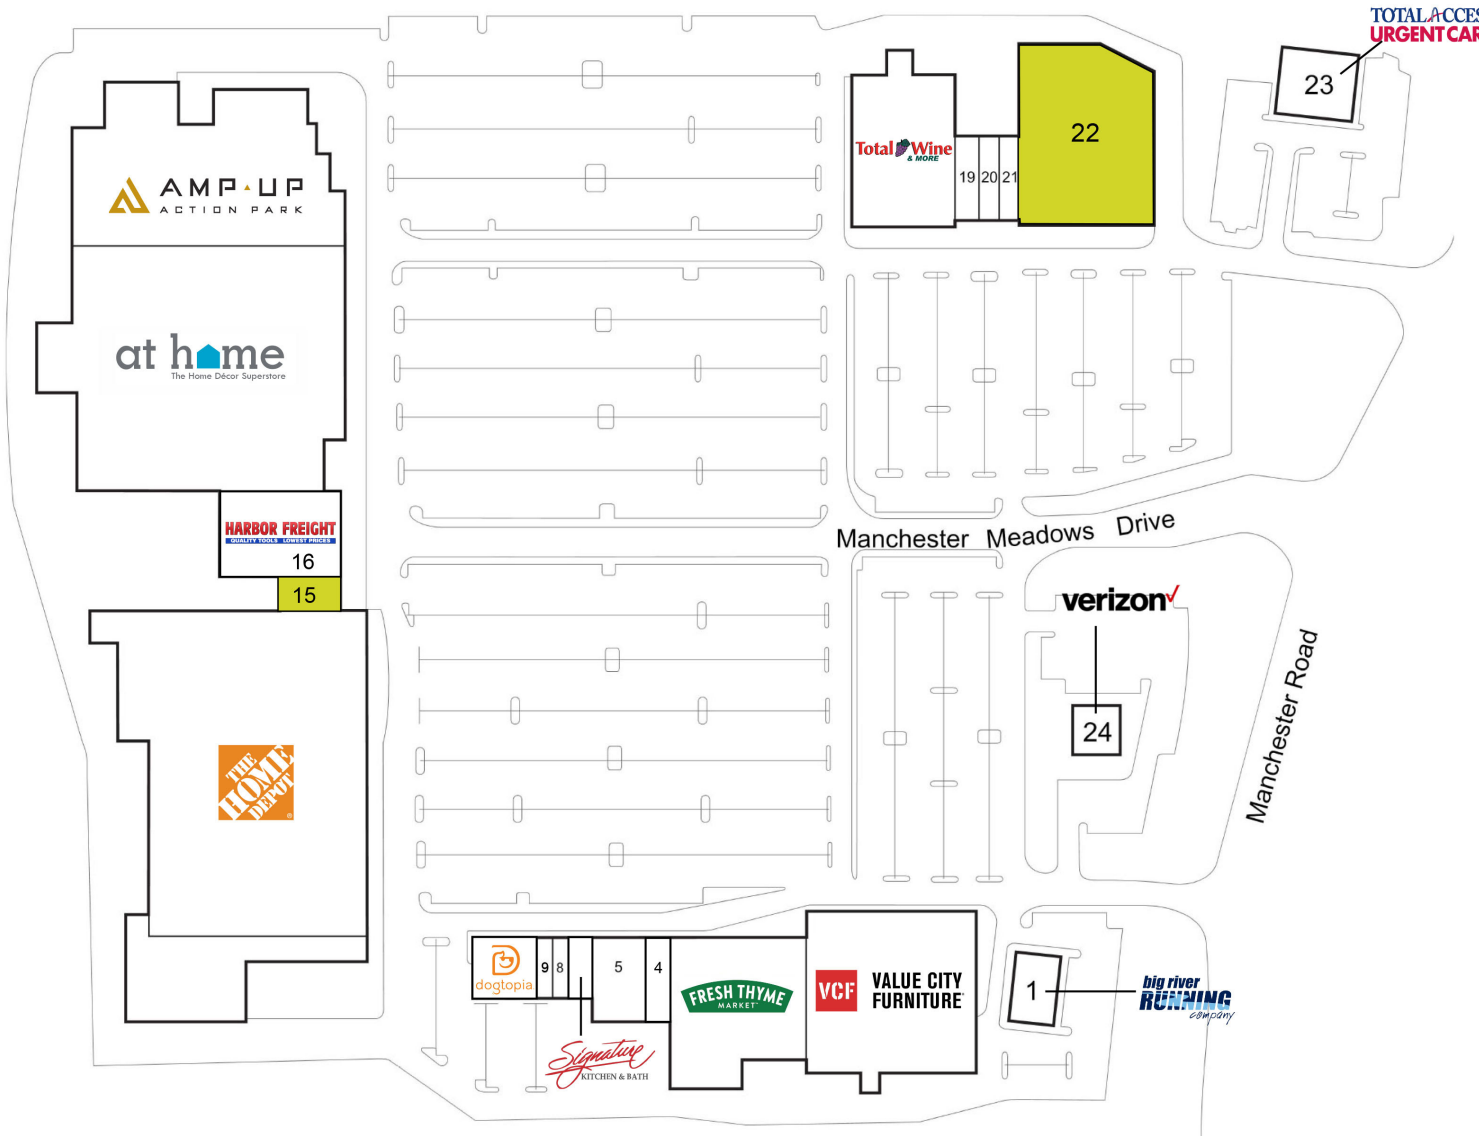 TOTAL ACCES
URGENT CAR
23
22
Total Wine
& MORE
19 20 21
AMP UP
ACTION PARK
at home
The Home Décor Superstore
HARBOR FREIGHT
QUALITY TOOLS LOWEST PRICES
16
15
Manchester Meadows Drive
verizon
24
Manchester Road
THE
HOME
DEPOT
dogtopia
9 8
5
4
Signature
KITCHEN & BATH
FRESH THYME
MARKET
VCF
VALUE CITY
FURNITURE
1
big river
RUNNING
company